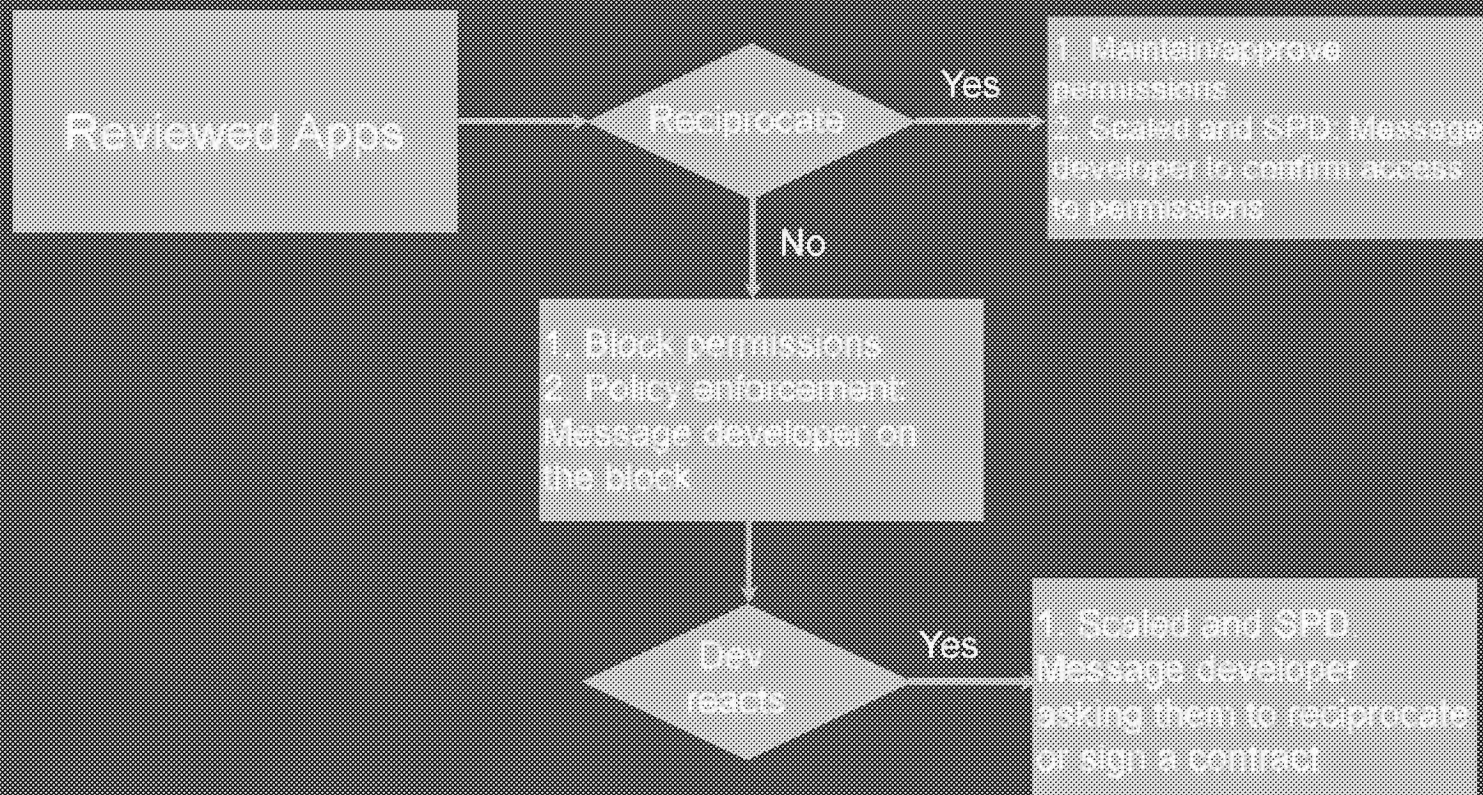 Reviewed Apps
Reciprocate
Yes
1. Maintain/approve
permissions
2. Scaled and SPD: Message
developer to confirm access
to permissions
No
1. Block permissions
2. Policy enforcement:
Message developer on
the block
Dev
reacts
Yes
1. Scaled and SPD
Message developer
asking them to reciprocate
or sign a contract